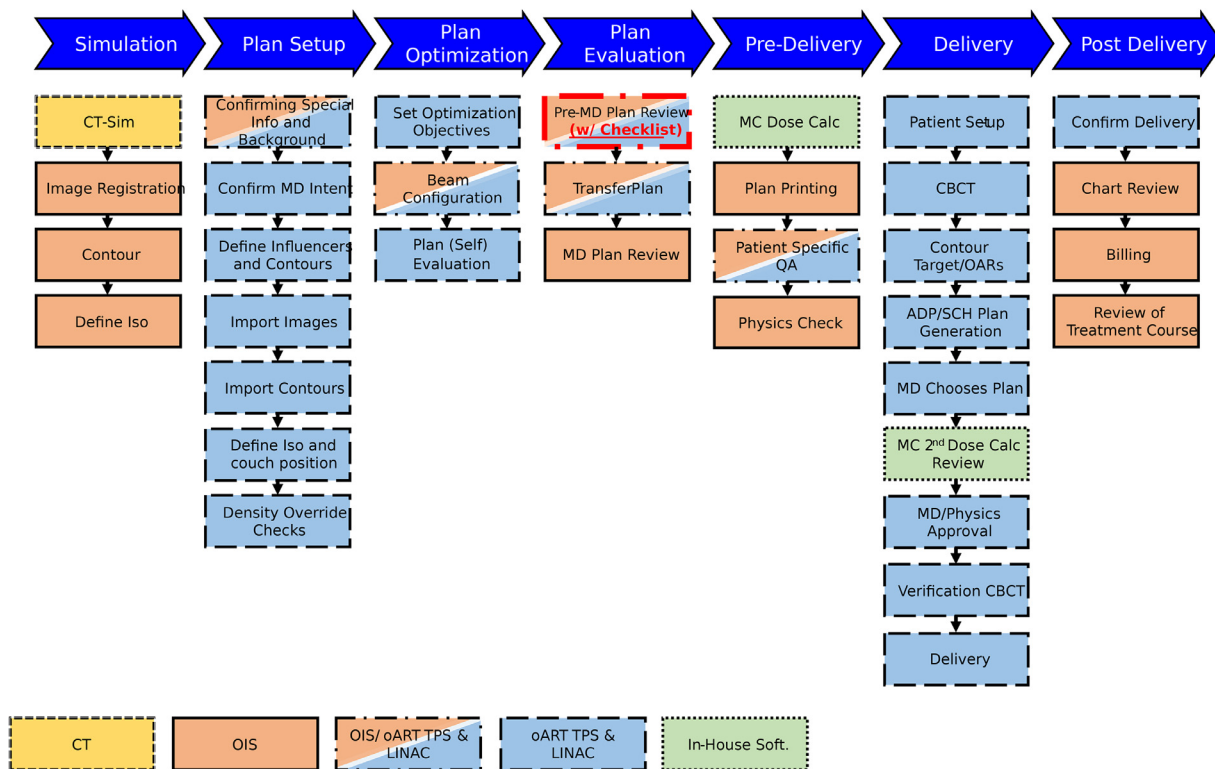 Simulation
Plan Setup
Plan
Optimization
Plan
Evaluation
Pre-Delivery
Delivery
Post Delivery
CT-Sim
Image Registration
Contour
Define Iso
Confirming Special
Info and
Background
Confirm MD Intent
Define Influencers
and Contours
Import Images
Import Contours
Define Iso and
couch position
Density Override
Checks
Set Optimization
Objectives
Beam
Configuration
Plan (Self)
Evaluation
Pre-MD Plan Review
(w/ Checklist)
TransferPlan
MD Plan Review
MC Dose Calc
Plan Printing
Patient Specific
QA
Physics Check
Patient Setup
CBCT
Contour
Target/OARs
ADP/SCH Plan
Generation
MD Chooses Plan
MC 2nd Dose Calc
Review
MD/Physics
Approval
Verification CBCT
Delivery
Confirm Delivery
Chart Review
Billing
Review of
Treatment Course
CT
OIS
OIS/ oART TPS &
LINAC
oART TPS &
LINAC
In-House Soft.